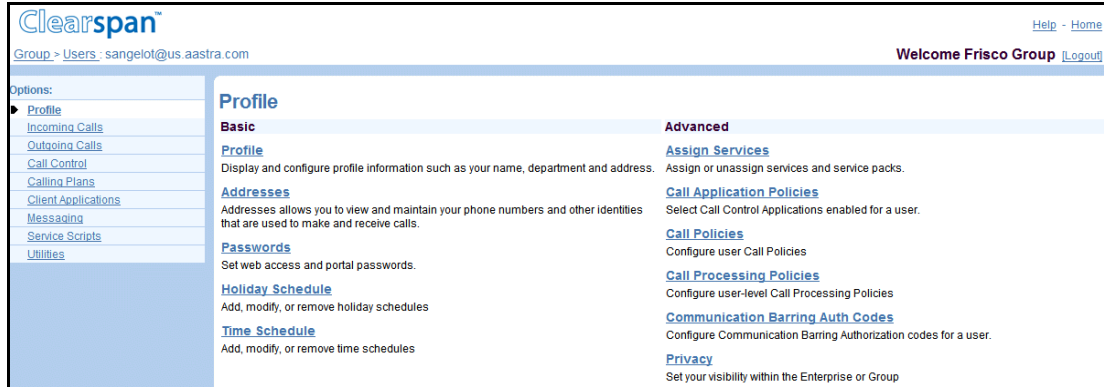 Clearspan™
Help - Home
Group > Users : sangelot@us.aastra.com
Welcome Frisco Group [Logout]
Options:
Profile
Incoming Calls
Outgoing Calls
Call Control
Calling Plans
Client Applications
Messaging
Service Scripts
Utilities
Profile
Basic
Profile
Display and configure profile information such as your name, department and address.
Addresses
Addresses allows you to view and maintain your phone numbers and other identities
that are used to make and receive calls.
Passwords
Set web access and portal passwords.
Holiday Schedule
Add, modify, or remove holiday schedules
Time Schedule
Add, modify, or remove time schedules
Advanced
Assign Services
Assign or unassign services and service packs.
Call Application Policies
Select Call Control Applications enabled for a user.
Call Policies
Configure user Call Policies
Call Processing Policies
Configure user-level Call Processing Policies
Communication Barring Auth Codes
Configure Communication Barring Authorization codes for a user.
Privacy
Set your visibility within the Enterprise or Group